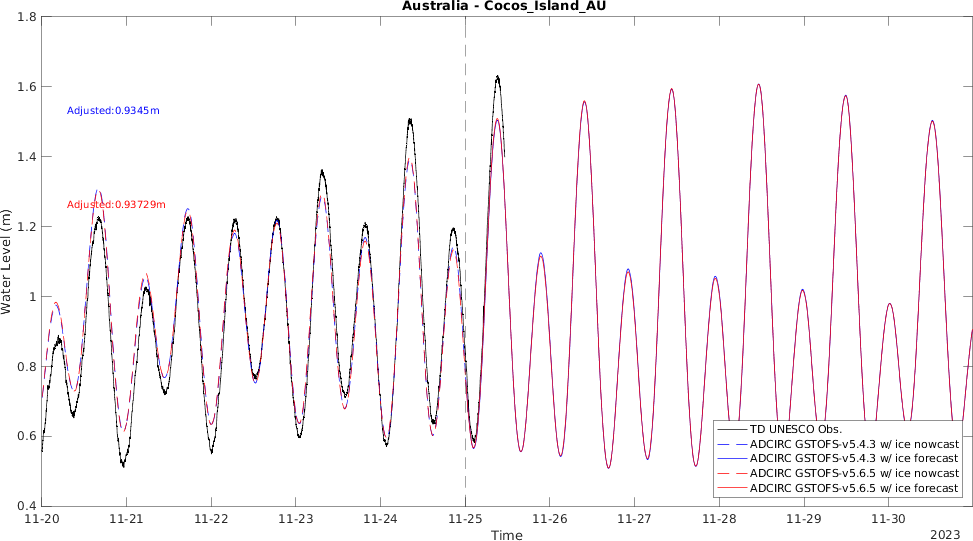 Australia - Cocos_Island_AU
Water Level (m)
1.8
1.6
1.4
1.2
1
0.8
0.6
0.4
Adjusted:0.9345m
Adjusted:0.93729m
TD UNESCO Obs.
ADCIRC GSTOFS-v5.4.3 w/ ice nowcast
ADCIRC GSTOFS-v5.4.3 w/ ice forecast
ADCIRC GSTOFS-v5.6.5 w/ ice nowcast
ADCIRC GSTOFS-v5.6.5 w/ ice forecast
11-20 11-21 11-22 11-23 11-24 11-25 11-26 11-27 11-28 11-29 11-30
Time
2023